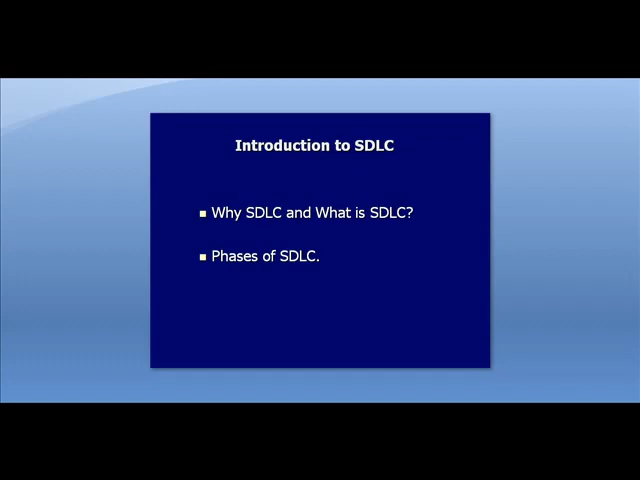 Introduction to SDLC
Why SDLC and What is SDLC?
Phases of SDLC.